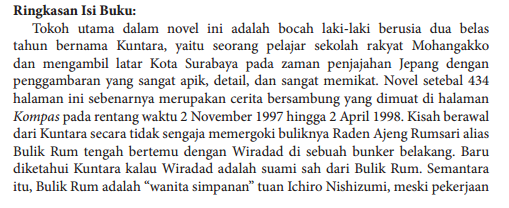 Ringkasan Isi Buku:
Tokoh utama dalam novel ini adalah bocah laki-laki berusia dua belas
tahun bernama Kuntara, yaitu seorang pelajar sekolah rakyat Mohangakko
dan mengambil latar Kota Surabaya pada zaman penjajahan Jepang dengan
penggambaran yang sangat apik, detail, dan sangat memikat. Novel setebal 434
halaman ini sebenarnya merupakan cerita bersambung yang dimuat di halaman
Kompas pada rentang waktu 2 November 1997 hingga 2 April 1998. Kisah berawal
dari Kuntara secara tidak sengaja memergoki buliknya Raden Ajeng Rumsari alias
Bulik Rum tengah bertemu dengan Wiradad di sebuah bunker belakang. Baru
diketahui Kuntara kalau Wiradad adalah suami sah dari Bulik Rum. Semantara
itu, Bulik Rum adalah “wanita simpanan” tuan Ichiro Nishizumi, meski pekerjaan